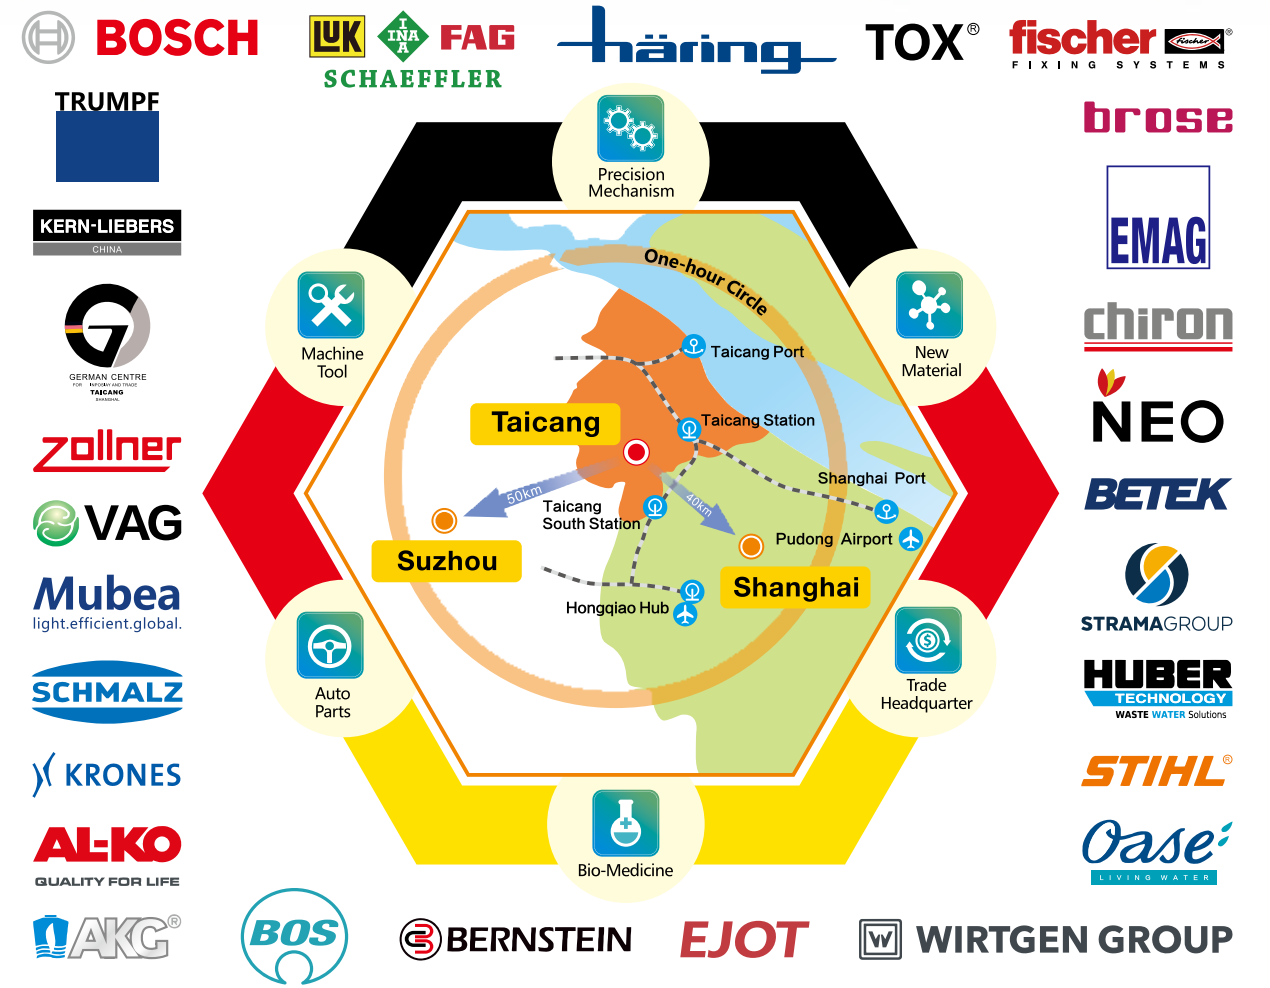 BOSCH
LUK
INA
FAG
SCHAEFFLER
häring
TOX®
fischer
fischer
®
FIXING SYSTEMS
TRUMPF
brose
KERN-LIEBERS
CHINA
EMAG
GERMAN CENTRE
TAICANG
SHANGHAI
chiron
zollner
NEO
VAG
BETEK
Mubea
light.efficient.global.
STRAMAGROUP
SCHMALZ
HUBER
TECHNOLOGY
WASTE WATER Solutions
KRONES
STIHL®
AL-KO
QUALITY FOR LIFE
Oase
LIVING WATER
AKG®
BOS
BERNSTEIN
EJOT
W
WIRTGEN GROUP
Precision
Mechanism
Machine
Tool
New
Material
Auto
Parts
Trade
Headquarter
Bio-Medicine
One-hour Circle
Taicang Port
Taicang
Taicang Station
50km
40km
Shanghai Port
Taicang
South Station
Pudong Airport
Suzhou
Shanghai
Hongqiao Hub